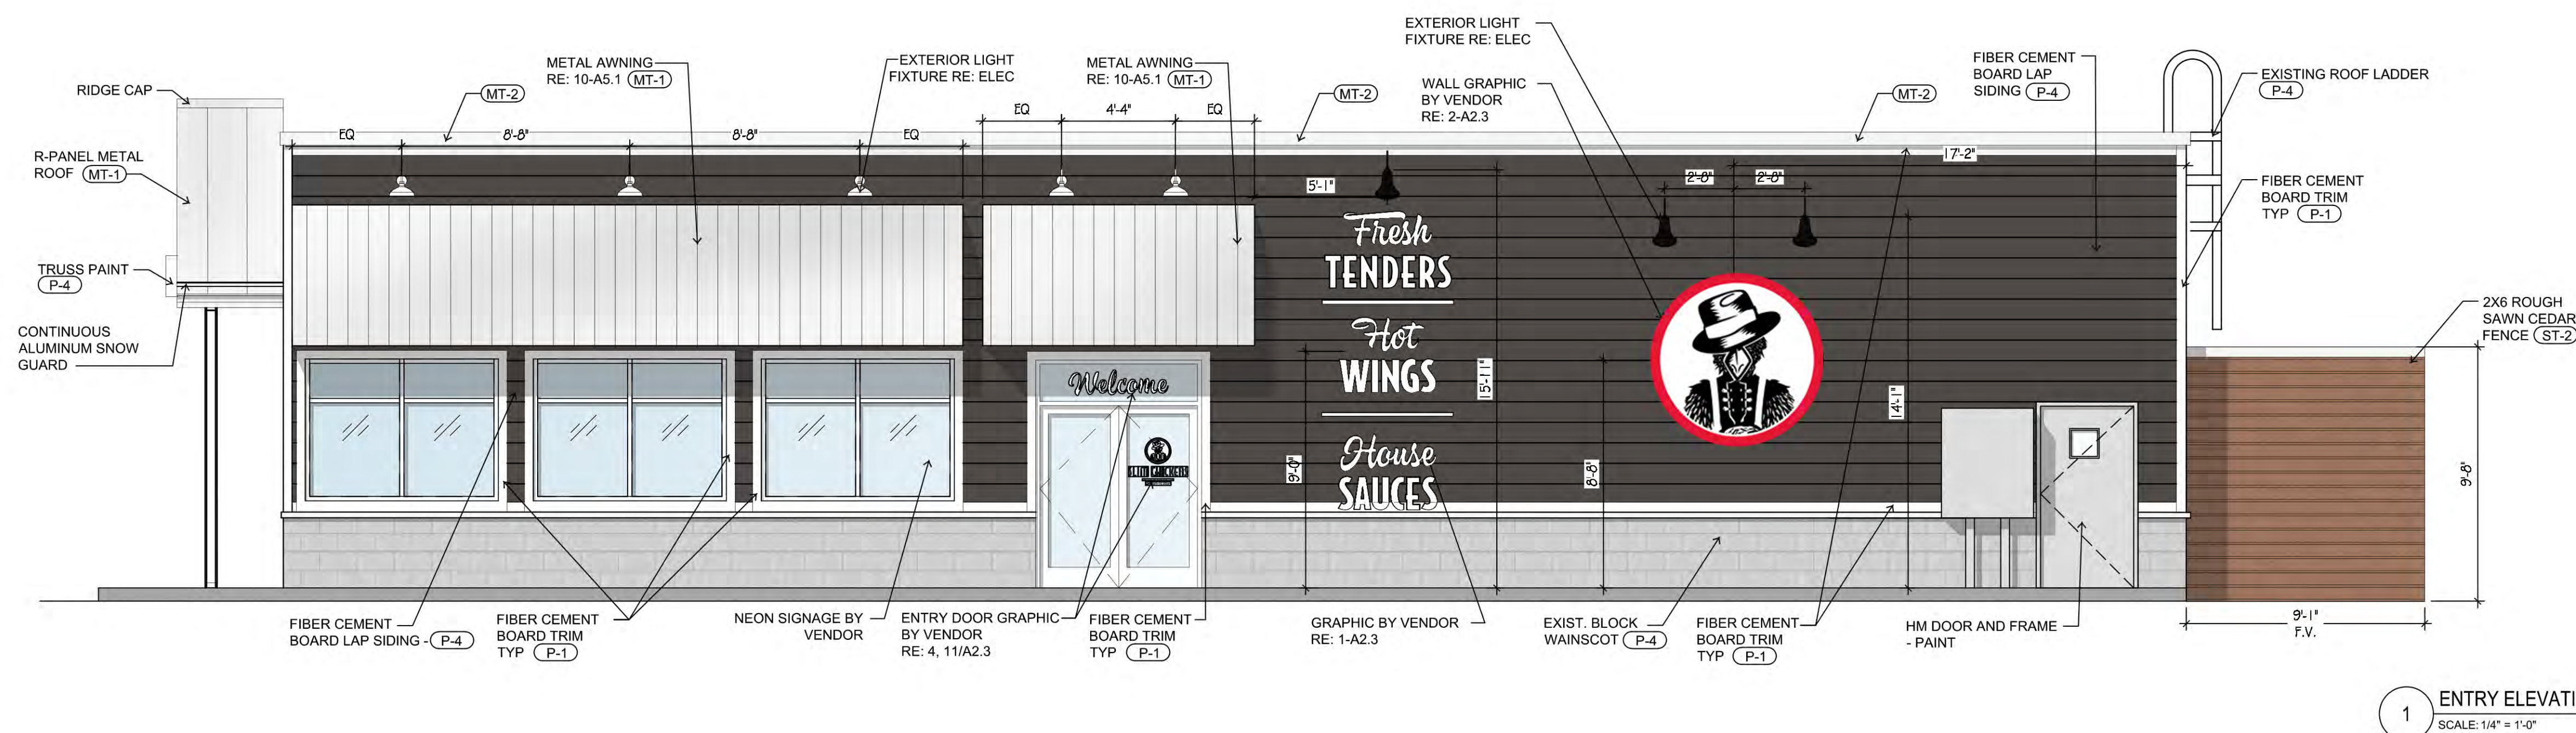 EXTERIOR LIGHT
FIXTURE RE: ELEC
METAL AWNING
RE: 10-A5.1 MT-1
EXTERIOR LIGHT
FIXTURE RE: ELEC
METAL AWNING
RE: 10-A5.1 MT-1
FIBER CEMENT
BOARD LAP
SIDING P-4
RIDGE CAP
MT-2
MT-2
WALL GRAPHIC
BY VENDOR
RE: 2-A2.3
MT-2
EXISTING ROOF LADDER
P-4
EQ
8'-8"
8'-8"
EQ
EQ
4'-4"
EQ
R-PANEL METAL
ROOF MT-1
17'-2"
5'-1"
2'-8"
2'-8"
FIBER CEMENT
BOARD TRIM
TYP P-1
TRUSS PAINT
P-4
Fresh
TENDERS
Hot
WINGS
House
SAUCES
CONTINUOUS
ALUMINUM SNOW
GUARD
2X6 ROUGH
SAWN CEDAR
FENCE ST-2
Welcome
SLIM CHICKENS
9'-0"
15'-11"
8'-8"
14'-1"
9'-8"
FIBER CEMENT
BOARD LAP SIDING - P-4
FIBER CEMENT
BOARD TRIM
TYP P-1
NEON SIGNAGE BY
VENDOR
ENTRY DOOR GRAPHIC
BY VENDOR
RE: 4, 11/A2.3
FIBER CEMENT
BOARD TRIM
TYP P-1
GRAPHIC BY VENDOR
RE: 1-A2.3
EXIST. BLOCK
WAINSCOT P-4
FIBER CEMENT
BOARD TRIM
TYP P-1
HM DOOR AND FRAME
- PAINT
9'-1"
F.V.
1
ENTRY ELEVATI
SCALE: 1/4" = 1'-0"